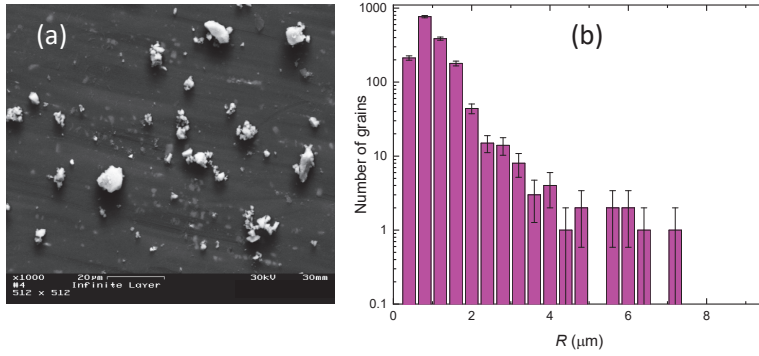 (a)
x1000 20μm 30kV 30mm
#4 Infinite Layer
512 x 512
(b)
Number of grains
1000
100
10
1
0.1
0 2 4 6 8
R (μm)